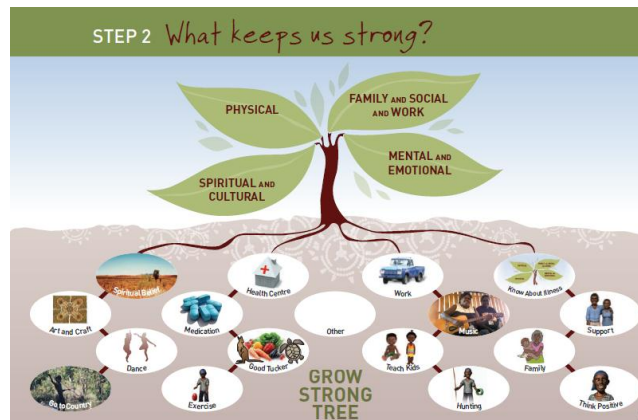 STEP 2 What keeps us strong?
PHYSICAL
FAMILY AND SOCIAL
AND WORK
SPIRITUAL AND
CULTURAL
MENTAL AND
EMOTIONAL
Spiritual Belief
Health Centre
Work
Know About Illness
Art and Craft
Medication
Other
Music
Support
Dance
Good Tucker
Teach Kids
Family
Go to Country
Exercise
Hunting
Think Positive
GROW
STRONG
TREE